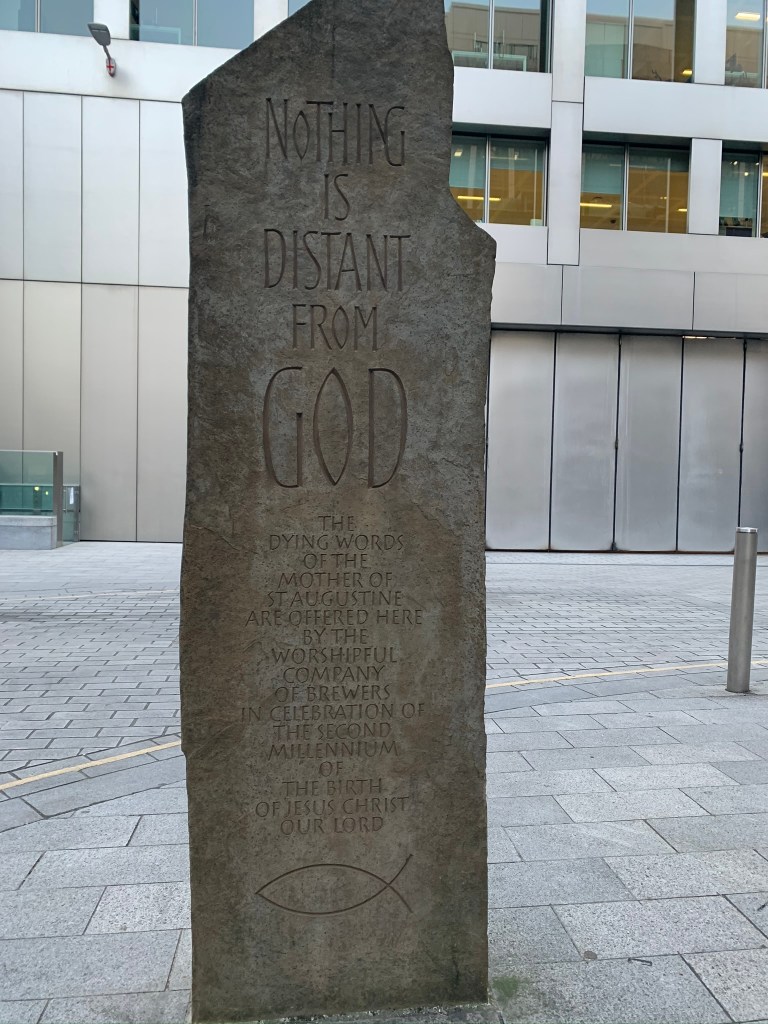 NOTHING
IS
DISTANT
FROM
GOD
THE
DYING WORDS
OF THE
MOTHER OF
ST AUGUSTINE
ARE OFFERED HERE
BY THE
WORSHIPFUL
COMPANY
OF BREWERS
IN CELEBRATION OF
THE SECOND
MILLENNIUM
OF
THE BIRTH
OF JESUS CHRIST
OUR LORD